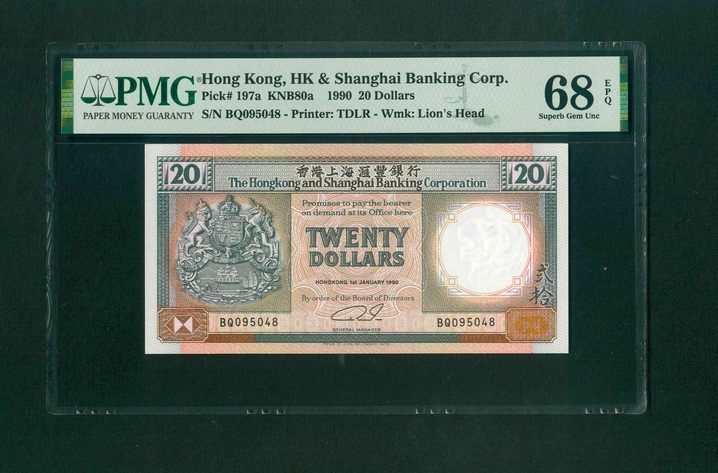 PMG
PAPER MONEY GUARANTY
Hong Kong, HK & Shanghai Banking Corp.
Pick# 197a KNB80a 1990 20 Dollars
S/N BQ095048 - Printer: TDLR - Wmk: Lion's Head
68
EPQ
Superb Gem Unc
20
香港上海滙豐銀行
20
The Hongkong and Shanghai Banking Corporation
Promises to pay the bearer
on demand at its Office here
TWENTY
DOLLARS
HONGKONG 1st JANUARY 1990
By order of the Board of Directors
GENERAL MANAGER
BQ095048
BQ095048
貳拾